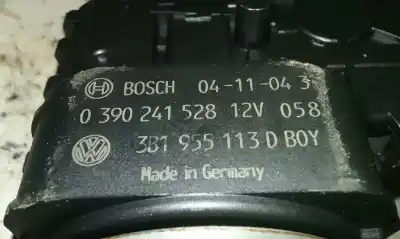 BOSCH 04-11-04 3
0 390 241 528 12V 058
3B1 955 113 D BOY
Made in Germany